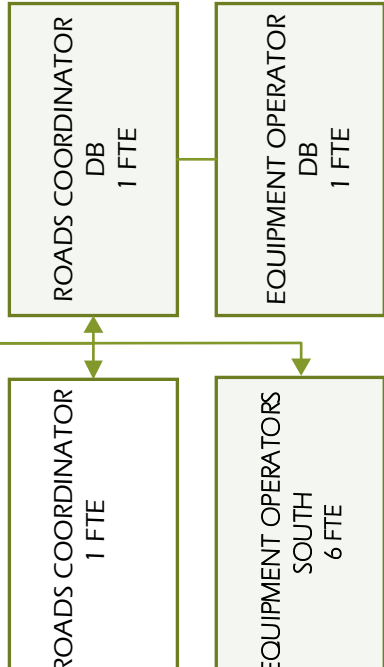 ROADS COORDINATOR
1 FTE
ROADS COORDINATOR
DB
1 FTE
EQUIPMENT OPERATORS
SOUTH
6 FTE
EQUIPMENT OPERATOR
DB
1 FTE